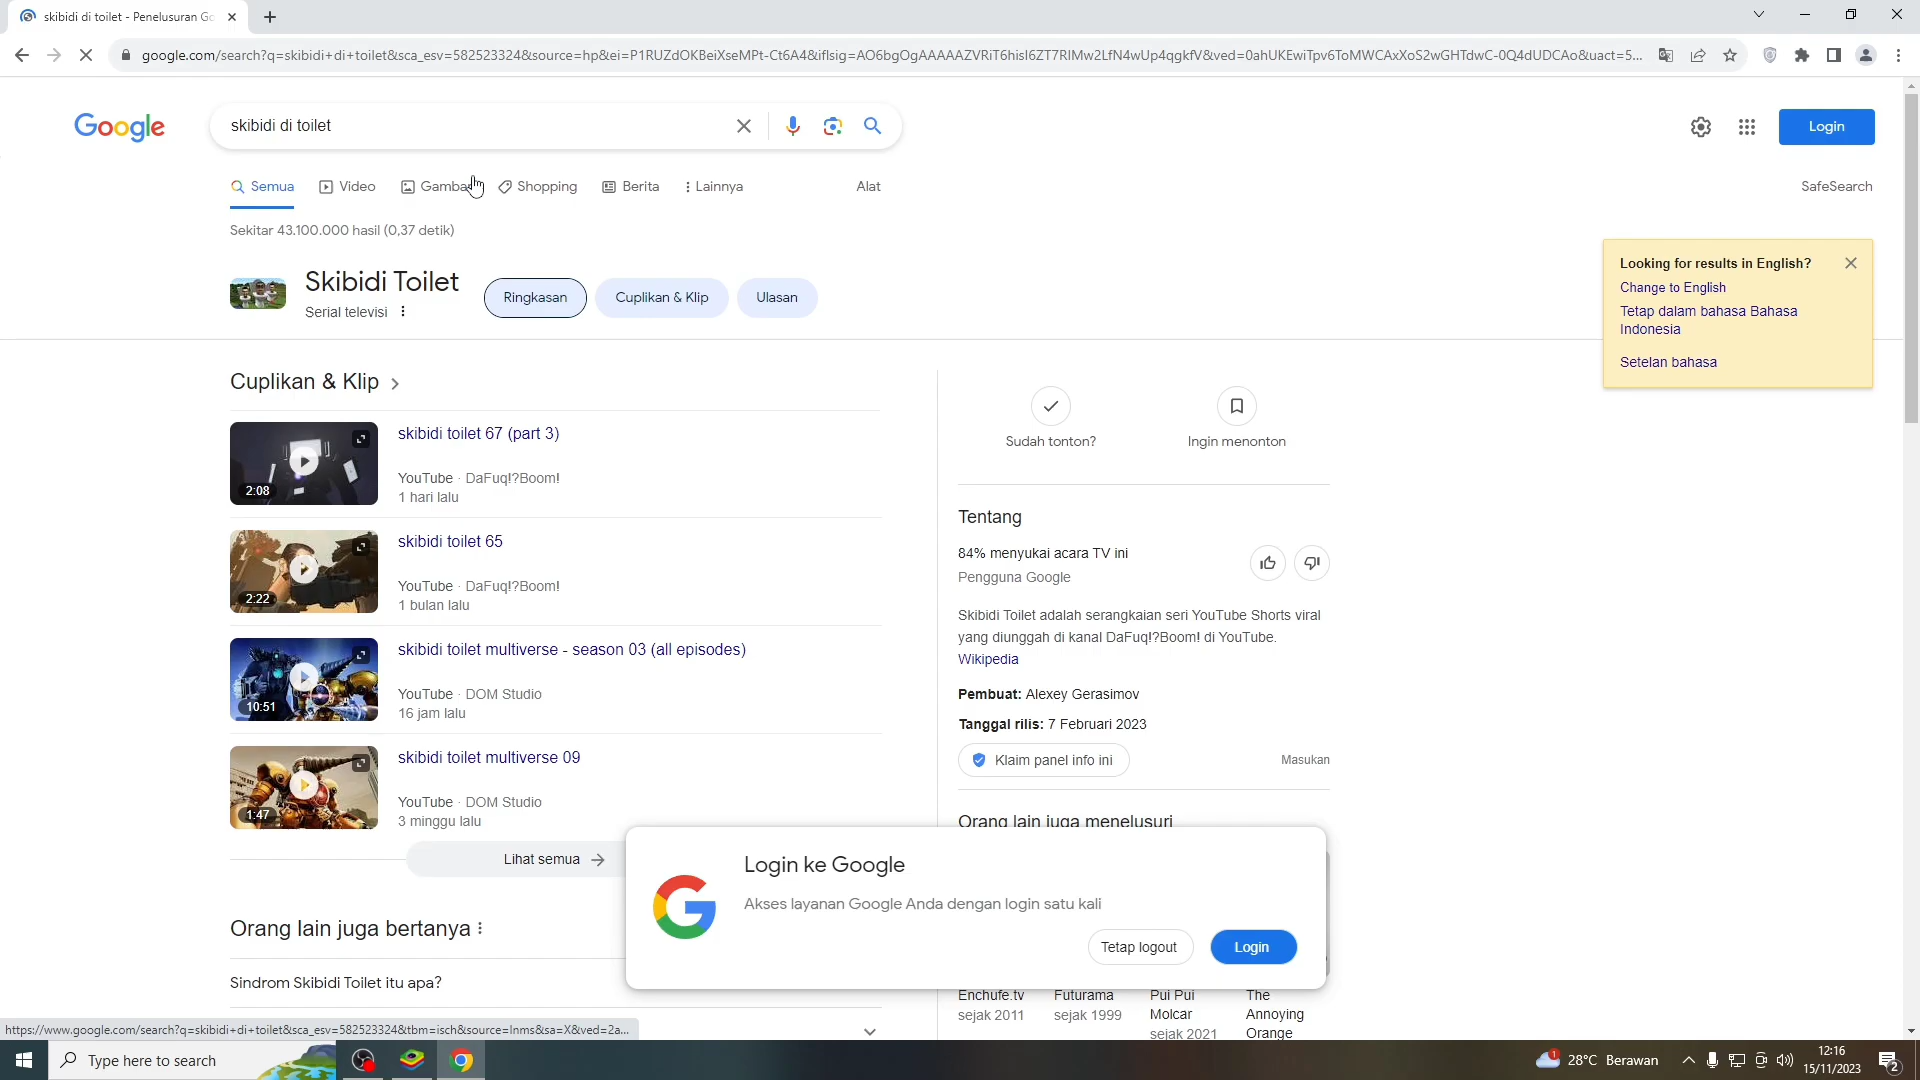 skibidi di toilet - Penelusuran Go
google.com/search?q=skibidi+di+toilet&sca_esv=582523324&source=hp&ei=P1RUZdOKBeiXseMPt-Ct6A4&iflsig=AO6bgOgAAAAAZVRiT6hisI6ZT7RIMw2LfN4wUp4qgkfV&ved=0ahUKEwiTpv6ToMWCAxXoS2wGHTdwC-0Q4dUDCAo&uact=5...
Google
skibidi di toilet
Login
Semua Video Gambar Shopping Berita Lainnya Alat SafeSearch
Sekitar 43.100.000 hasil (0,37 detik)
Skibidi Toilet
Serial televisi
Ringkasan Cuplikan & Klip Ulasan
Looking for results in English?
Change to English
Tetap dalam bahasa Bahasa
Indonesia
Setelan bahasa
Cuplikan & Klip
2:08
skibidi toilet 67 (part 3)
YouTube · DaFuq!?Boom!
1 hari lalu
2:22
skibidi toilet 65
YouTube · DaFuq!?Boom!
1 bulan lalu
10:51
skibidi toilet multiverse - season 03 (all episodes)
YouTube · DOM Studio
16 jam lalu
1:47
skibidi toilet multiverse 09
YouTube · DOM Studio
3 minggu lalu
Lihat semua
Orang lain juga bertanya
Sindrom Skibidi Toilet itu apa?
Sudah tonton? Ingin menonton
Tentang
84% menyukai acara TV ini
Pengguna Google
Skibidi Toilet adalah serangkaian seri YouTube Shorts viral
yang diunggah di kanal DaFuq!?Boom! di YouTube.
Wikipedia
Pembuat: Alexey Gerasimov
Tanggal rilis: 7 Februari 2023
Klaim panel info ini
Masukan
Orang lain juga menelusuri
Login ke Google
Akses layanan Google Anda dengan login satu kali
Tetap logout Login
Enchufe.tv
sejak 2011
Futurama
sejak 1999
Pui Pui
Molcar
sejak 2021
The
Annoying
Orange
https://www.google.com/search?q=skibidi+di+toilet&sca_esv=582523324&tbm=isch&source=lnms&sa=X&ved=2a...
Type here to search
1
28°C Berawan
12:16
15/11/2023
2